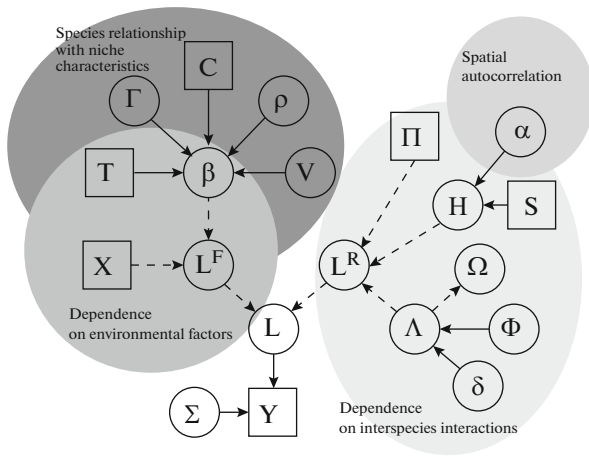 Species relationship
with niche
characteristics
C
Spatial
autocorrelation
Γ
ρ
Π
α
T
β
V
H
S
X
L^F
L^R
Ω
Dependence
on environmental factors
L
Λ
Φ
δ
Σ
Y
Dependence
on interspecies interactions